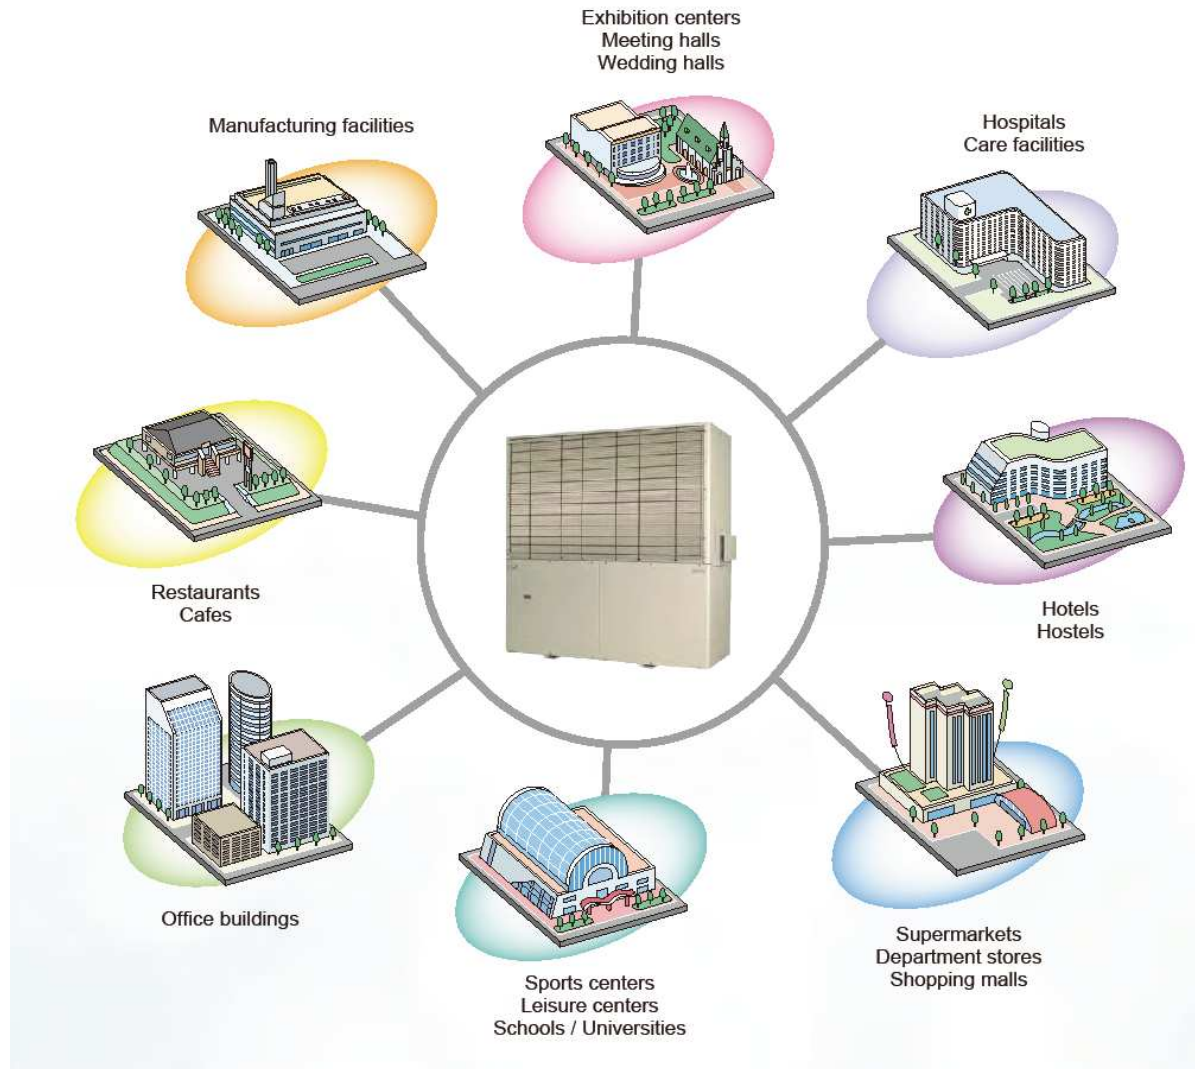 Exhibition centers
Meeting halls
Wedding halls
Manufacturing facilities
Hospitals
Care facilities
Restaurants
Cafes
Hotels
Hostels
Office buildings
Supermarkets
Department stores
Shopping malls
Sports centers
Leisure centers
Schools / Universities